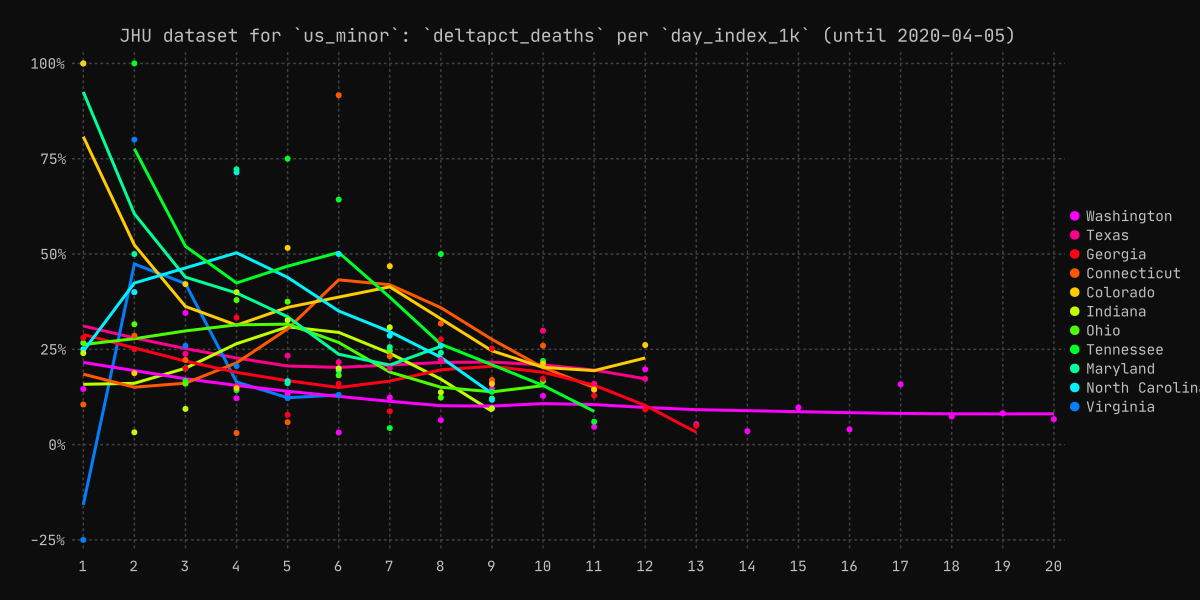 JHU dataset for `us_minor`: `deltapct_deaths` per `day_index_1k` (until 2020-04-05)
100%
75%
50%
25%
0%
-25%
1 2 3 4 5 6 7 8 9 10 11 12 13 14 15 16 17 18 19 20
Washington
Texas
Georgia
Connecticut
Colorado
Indiana
Ohio
Tennessee
Maryland
North Carolin
Virginia